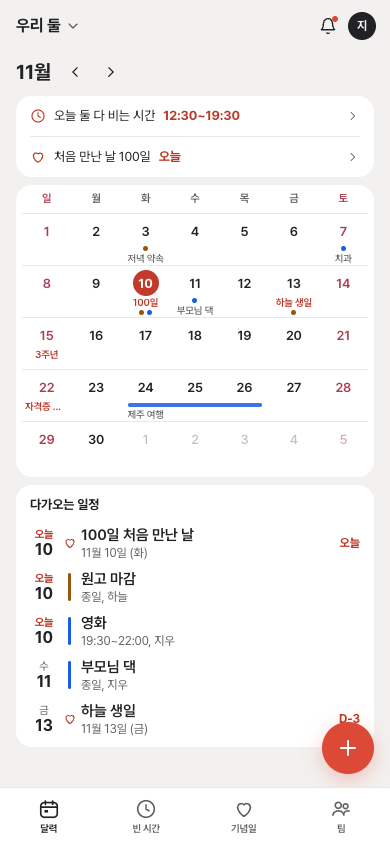 우리 둘
지
11월
오늘 둘 다 비는 시간 12:30~19:30
처음 만난 날 100일 오늘
일 월 화 수 목 금 토
1 2 3 4 5 6 7
저녁 약속 치과
8 9 10 11 12 13 14
100일 부모님 댁 하늘 생일
15 16 17 18 19 20 21
3주년
22 23 24 25 26 27 28
자격증 ... 제주 여행
29 30 1 2 3 4 5
다가오는 일정
오늘
10
100일 처음 만난 날
11월 10일 (화)
오늘
오늘
10
원고 마감
종일, 하늘
오늘
10
영화
19:30~22:00, 지우
수
11
부모님 댁
종일, 지우
금
13
하늘 생일
11월 13일 (금)
D-3
달력 빈 시간 기념일 팀